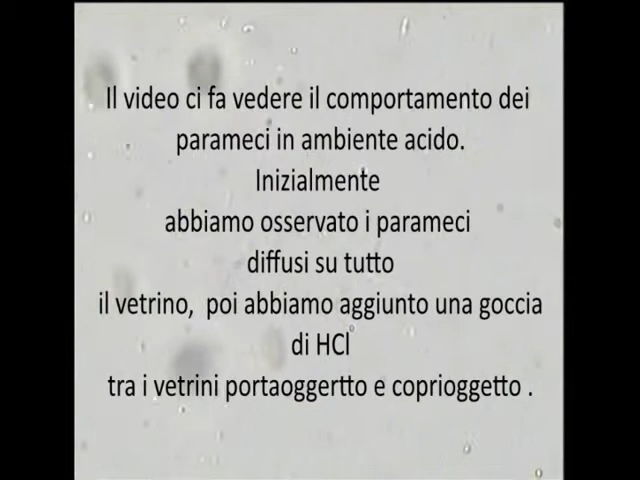 Il video ci fa vedere il comportamento dei
parameci in ambiente acido.
Inizialmente
abbiamo osservato i parameci
diffusi su tutto
il vetrino, poi abbiamo aggiunto una goccia
di HCl
tra i vetrini portaoggertto e coprioggetto .